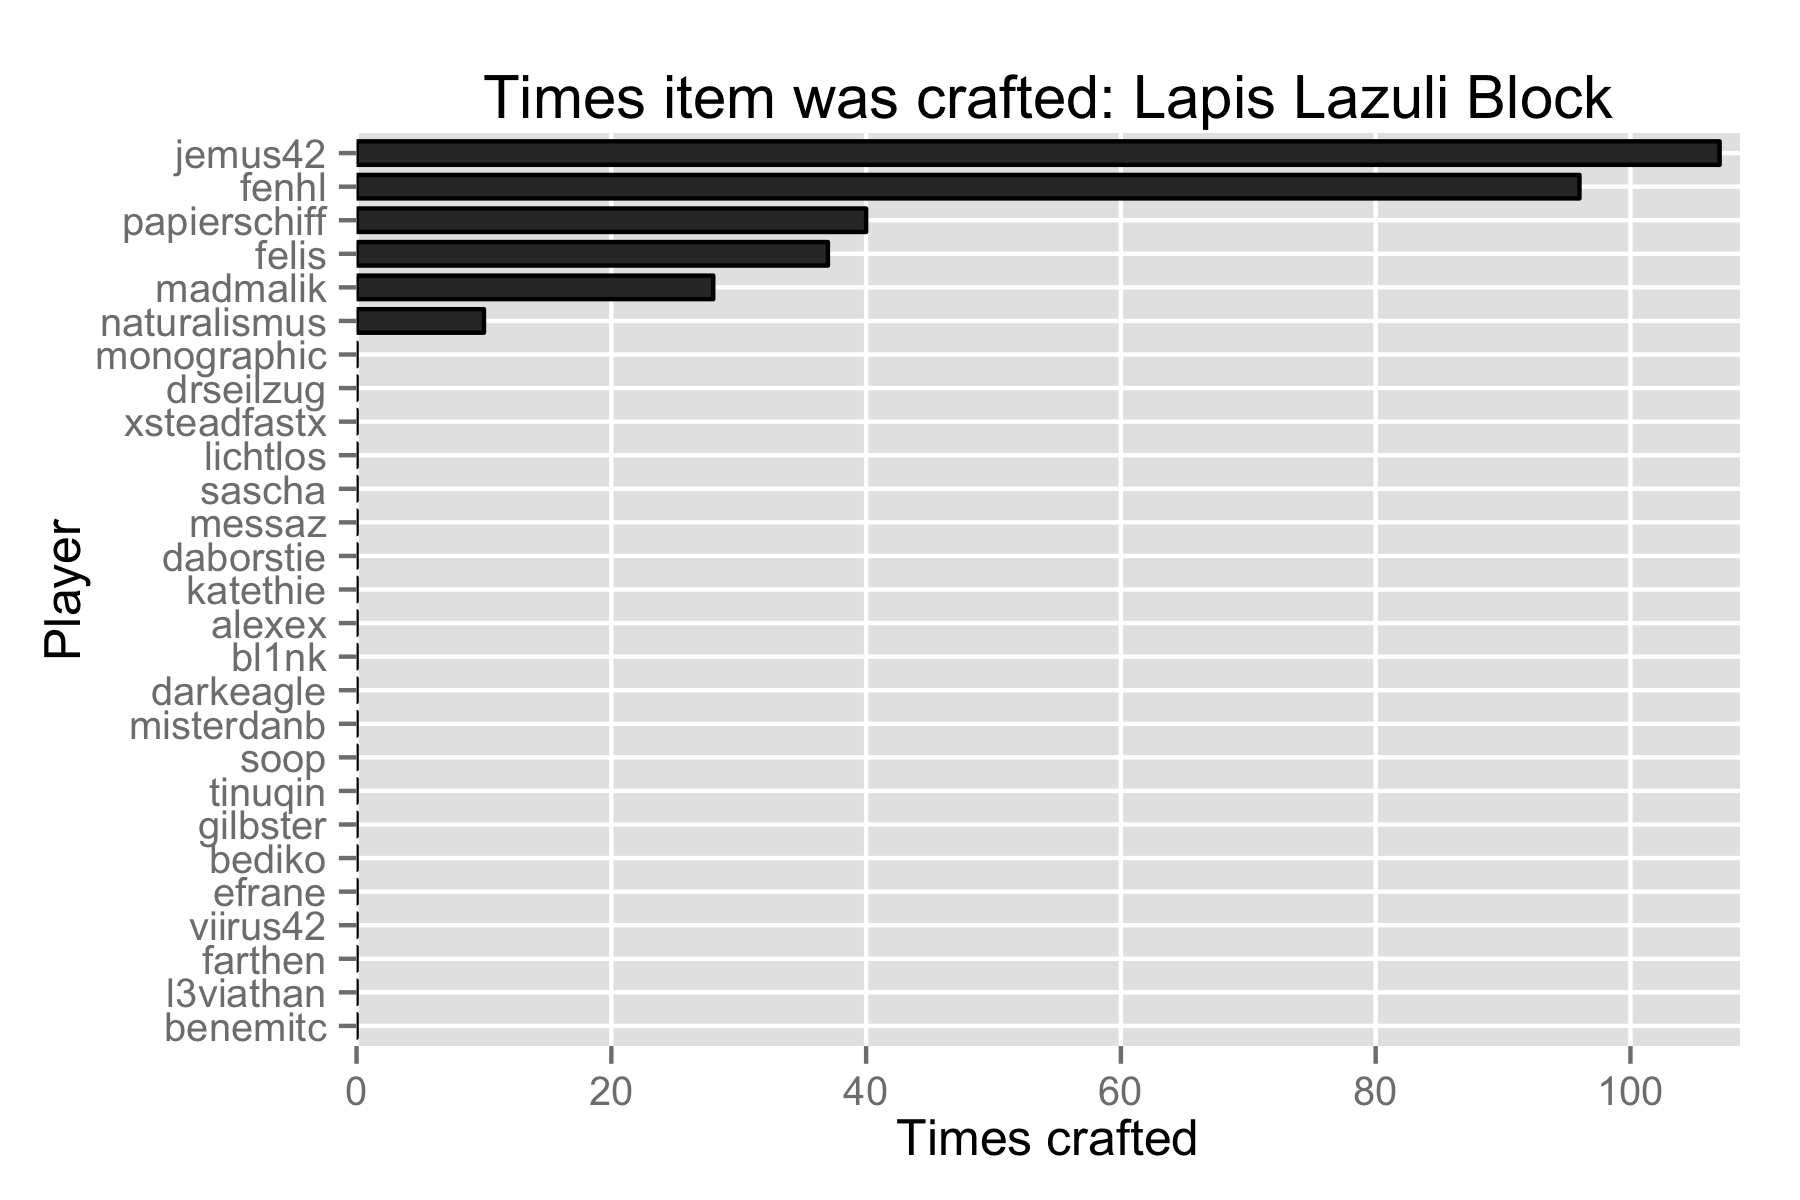 Times item was crafted: Lapis Lazuli Block
jemus42
fenhl
papierschiff
felis
madmalik
naturalismus
monographic
drseilzug
xsteadfastx
lichtlos
sascha
messaz
daborstie
katethie
alexex
bl1nk
darkeagle
misterdanb
soop
tinuqin
gilbster
bediko
efrane
viirus42
farthen
l3viathan
benemitc
Player
0 20 40 60 80 100
Times crafted